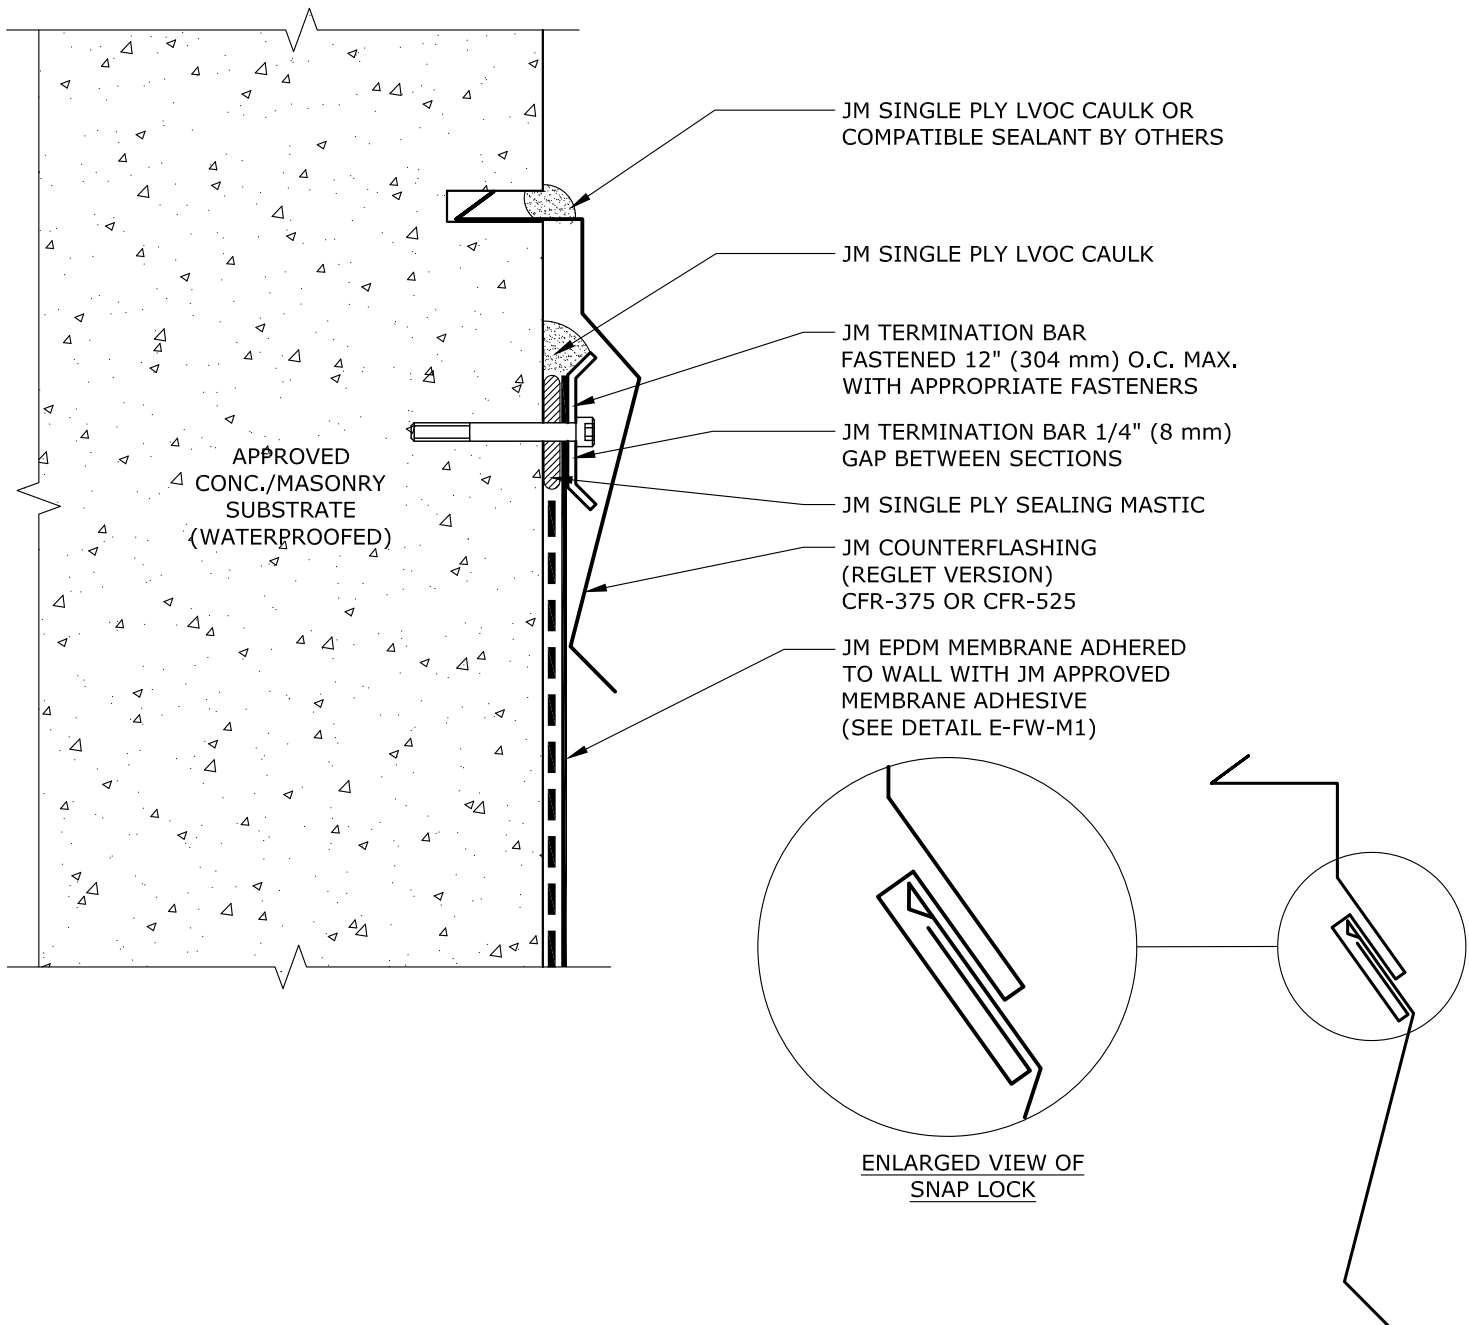 JM SINGLE PLY LVOC CAULK OR
COMPATIBLE SEALANT BY OTHERS
JM SINGLE PLY LVOC CAULK
JM TERMINATION BAR
FASTENED 12" (304 mm) O.C. MAX.
WITH APPROPRIATE FASTENERS
JM TERMINATION BAR 1/4" (8 mm)
GAP BETWEEN SECTIONS
APPROVED
CONC./MASONRY
SUBSTRATE
(WATERPROOFED)
JM SINGLE PLY SEALING MASTIC
JM COUNTERFLASHING
(REGLET VERSION)
CFR-375 OR CFR-525
JM EPDM MEMBRANE ADHERED
TO WALL WITH JM APPROVED
MEMBRANE ADHESIVE
(SEE DETAIL E-FW-M1)
ENLARGED VIEW OF
SNAP LOCK